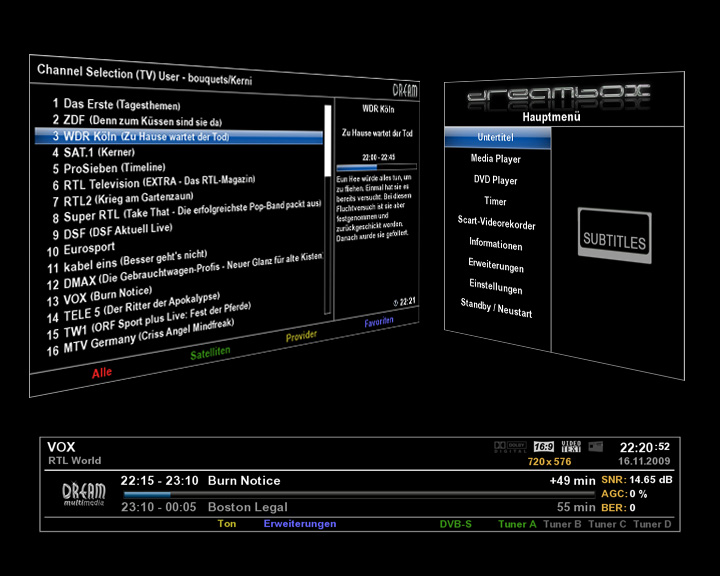 Channel Selection (TV) User - bouquets/Kerni
DREAM
1 Das Erste (Tagesthemen)
2 ZDF (Denn zum Küssen sind sie da)
3 WDR Köln (Zu Hause wartet der Tod)
4 SAT.1 (Kerner)
5 ProSieben (Timeline)
6 RTL Television (EXTRA - Das RTL-Magazin)
7 RTL2 (Krieg am Gartenzaun)
8 Super RTL (Take That - Die erfolgreichste Pop-Band packt aus)
9 DSF (DSF Aktuell Live)
10 Eurosport
11 kabel eins (Besser geht's nicht)
12 DMAX (Die Gebrauchtwagen-Profis - Neuer Glanz für alte Kisten
13 VOX (Burn Notice)
14 TELE 5 (Der Ritter der Apokalypse)
15 TW1 (ORF Sport plus Live: Fest der Pferde)
16 MTV Germany (Criss Angel Mindfreak)
WDR Köln
Zu Hause wartet der Tod
22:00 - 22:45
Eun Hee würde alles tun, um
zu fliehen. Einmal hat sie es
bereits versucht. Bei diesem
Fluchtversuch ist sie aber
festgenommen und
zurückgeschickt worden.
Danach wurde sie gefoltert.
22:21
Alle
Satelliten
Provider
Favoriten
dreambox
Hauptmenü
Untertitel
Media Player
DVD Player
Timer
Scart-Videorekorder
Informationen
Erweiterungen
Einstellungen
Standby / Neustart
SUBTITLES
VOX
DOLBY DIGITAL
16:9
VIDEO TEXT
22:20:52
RTL World
720 x 576
16.11.2009
DREAM multimedia
22:15 - 23:10 Burn Notice +49 min
SNR: 14.65 dB
AGC: 0 %
23:10 - 00:05 Boston Legal 55 min
BER: 0
Ton Erweiterungen DVB-S Tuner A Tuner B Tuner C Tuner D